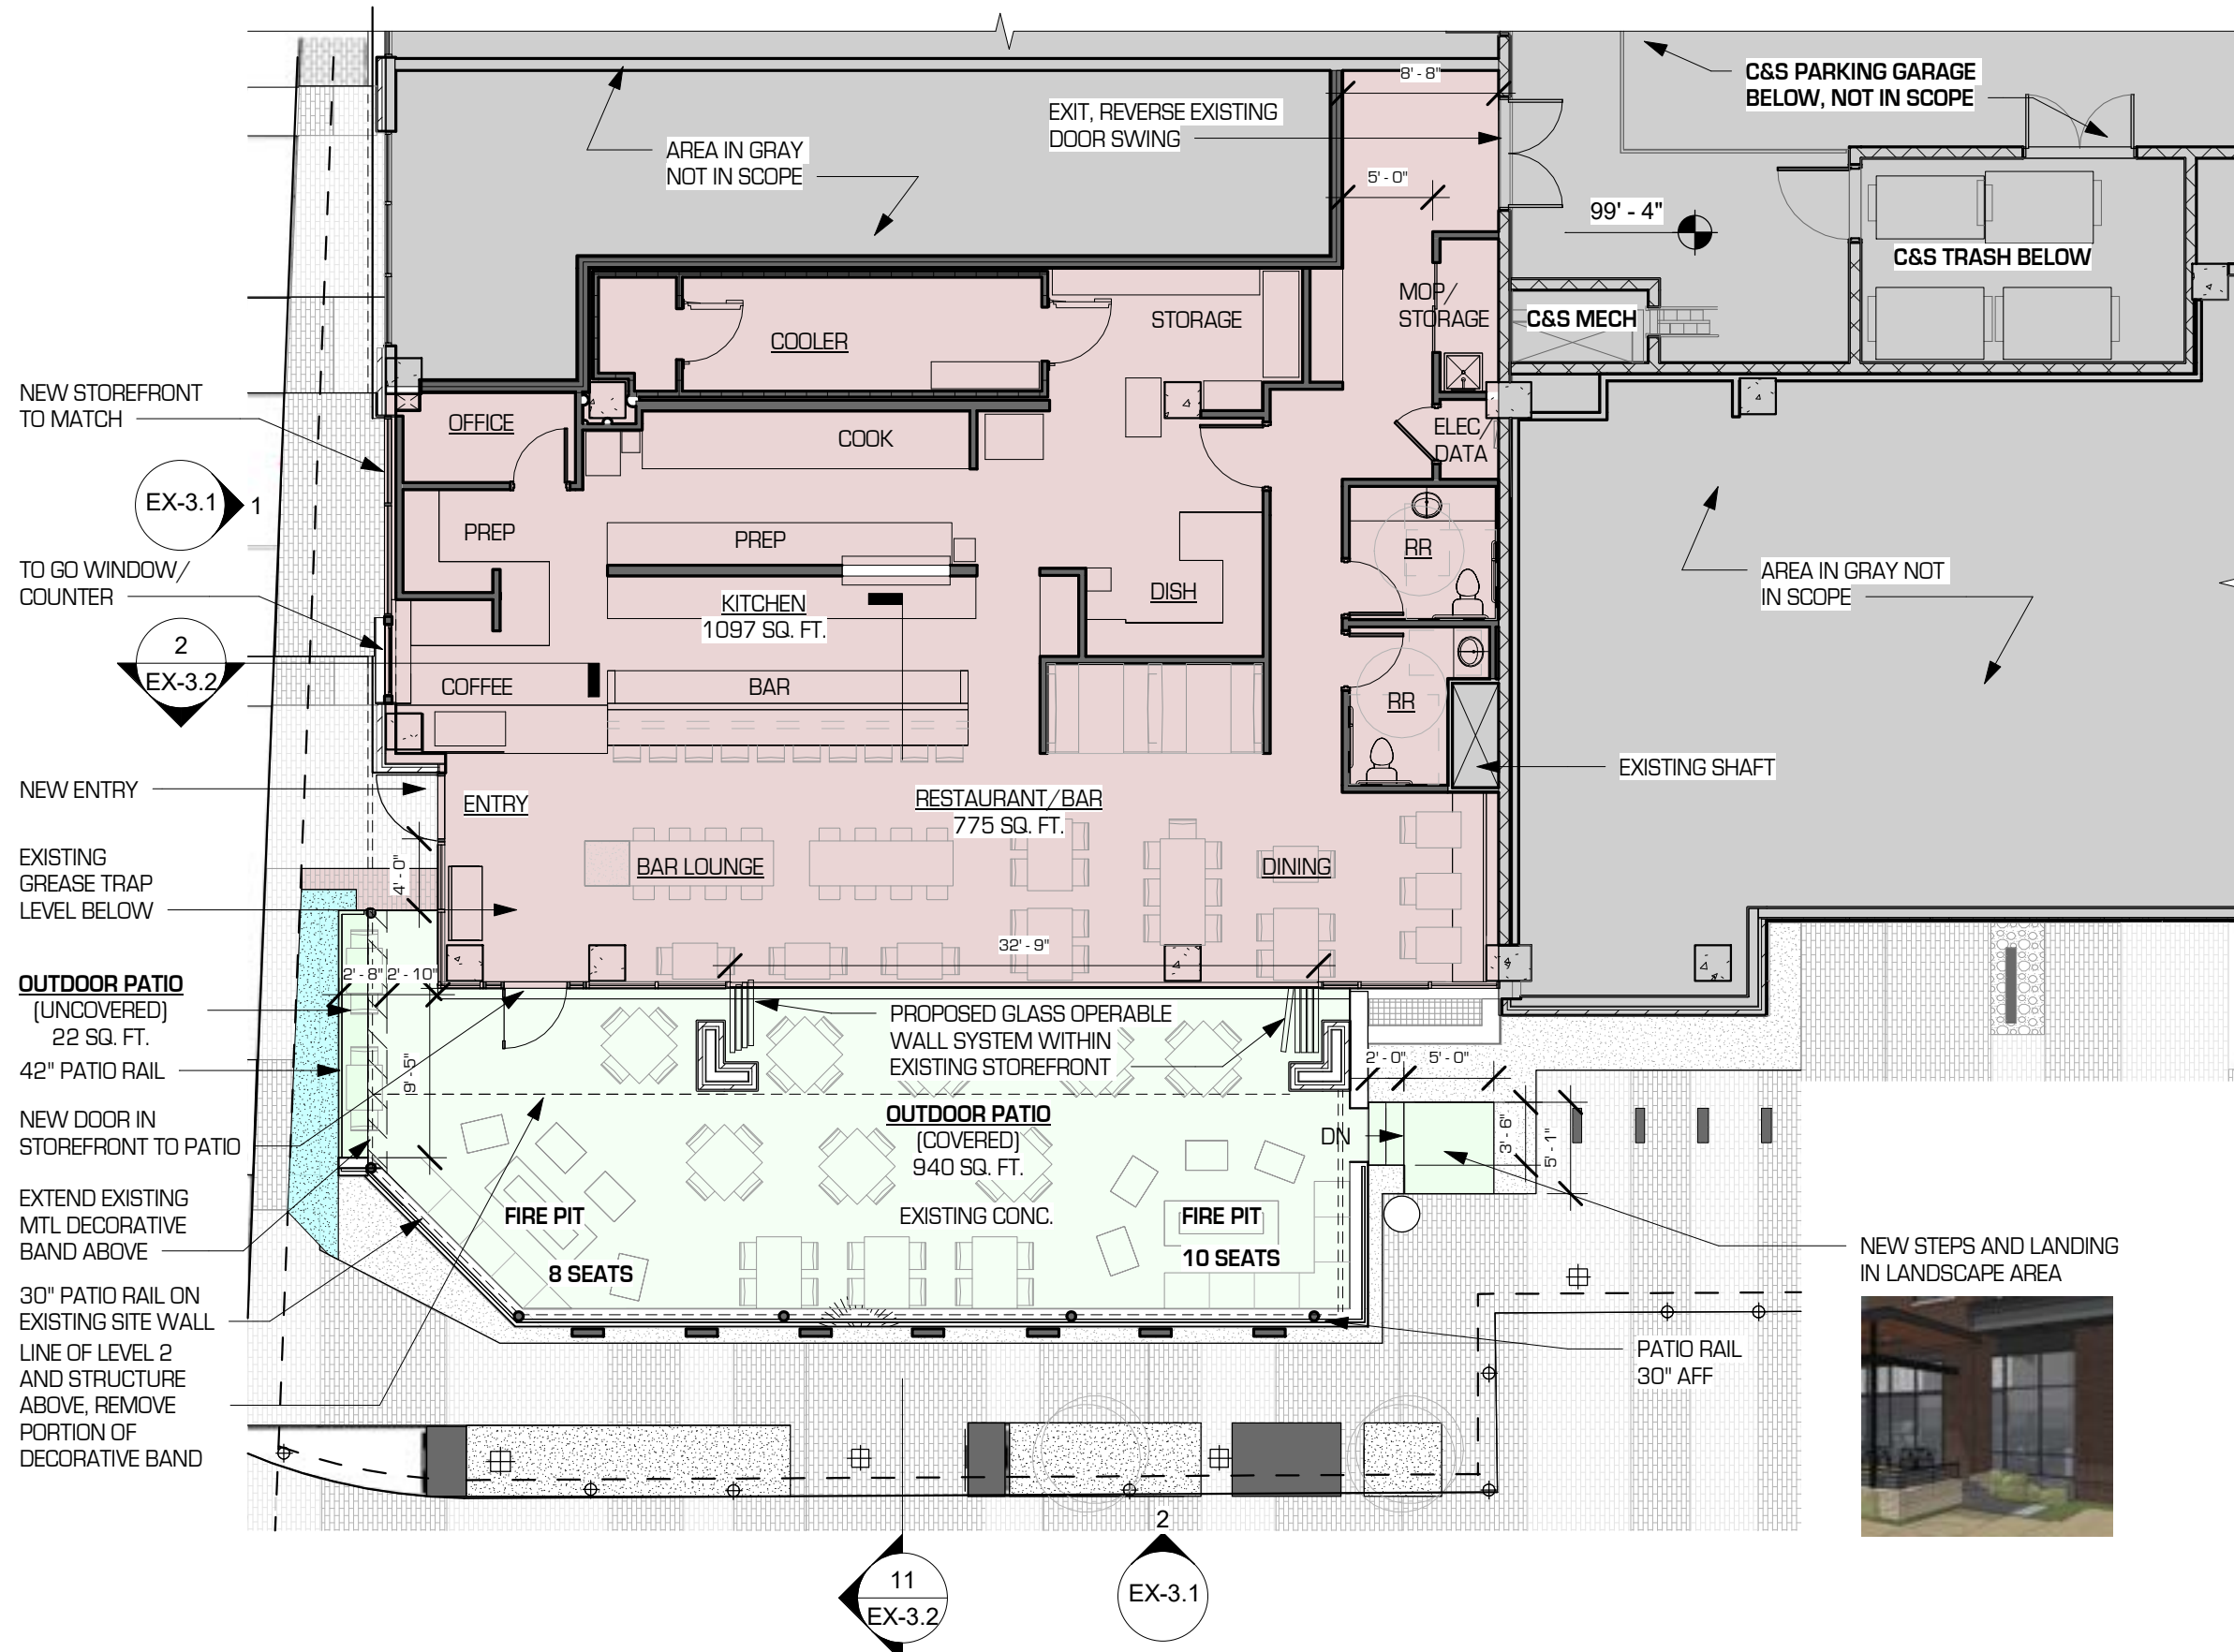 8' - 8"
C&S PARKING GARAGE
BELOW, NOT IN SCOPE
EXIT, REVERSE EXISTING
DOOR SWING
AREA IN GRAY
NOT IN SCOPE
5' - 0"
99' - 4"
C&S TRASH BELOW
MOP/
STORAGE
STORAGE
C&S MECH
COOLER
NEW STOREFRONT
TO MATCH
OFFICE
COOK
ELEC/
DATA
EX-3.1
1
PREP
PREP
RR
TO GO WINDOW/
COUNTER
AREA IN GRAY NOT
IN SCOPE
DISH
KITCHEN
1097 SQ. FT.
2
EX-3.2
COFFEE
BAR
RR
EXISTING SHAFT
NEW ENTRY
ENTRY
RESTAURANT/BAR
775 SQ. FT.
EXISTING
GREASE TRAP
LEVEL BELOW
4' - 0"
BAR LOUNGE
DINING
32' - 9"
2' - 8"
2' - 10"
OUTDOOR PATIO
(UNCOVERED)
22 SQ. FT.
PROPOSED GLASS OPERABLE
WALL SYSTEM WITHIN
EXISTING STOREFRONT
42" PATIO RAIL
9' - 5"
2' - 0"
5' - 0"
NEW DOOR IN
STOREFRONT TO PATIO
OUTDOOR PATIO
(COVERED)
940 SQ. FT.
DN
3' - 6"
5' - 1"
EXTEND EXISTING
MTL DECORATIVE
BAND ABOVE
FIRE PIT
8 SEATS
EXISTING CONC.
FIRE PIT
10 SEATS
NEW STEPS AND LANDING
IN LANDSCAPE AREA
30" PATIO RAIL ON
EXISTING SITE WALL
LINE OF LEVEL 2
AND STRUCTURE
ABOVE, REMOVE
PORTION OF
DECORATIVE BAND
PATIO RAIL
30" AFF
11
EX-3.2
2
EX-3.1